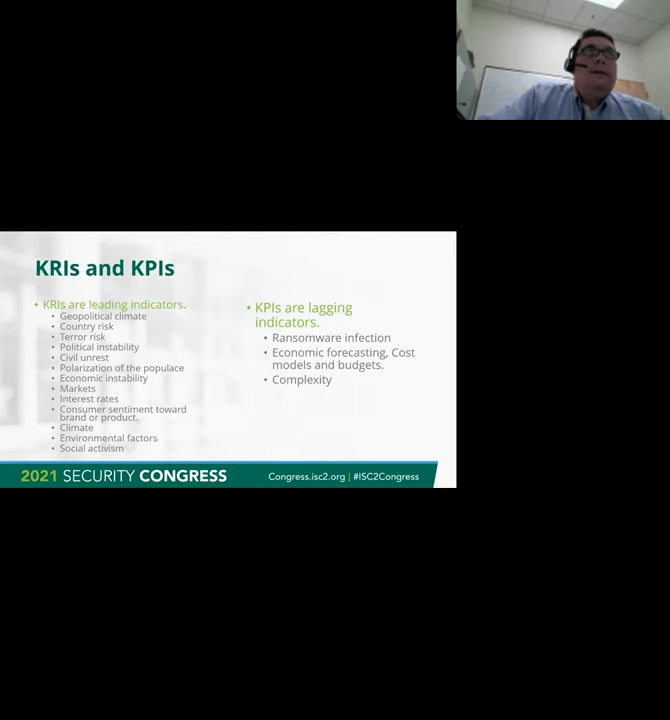 KRIs and KPIs
• KRIs are leading indicators.
• Geopolitical climate
• Country risk
• Terror risk
• Political instability
• Civil unrest
• Polarization of the populace
• Economic instability
• Markets
• Interest rates
• Consumer sentiment toward
brand or product.
• Climate
• Environmental factors
• Social activism
• KPIs are lagging
indicators.
• Ransomware infection
• Economic forecasting, Cost
models and budgets.
• Complexity
2021 SECURITY CONGRESS
Congress.isc2.org | #ISC2Congress